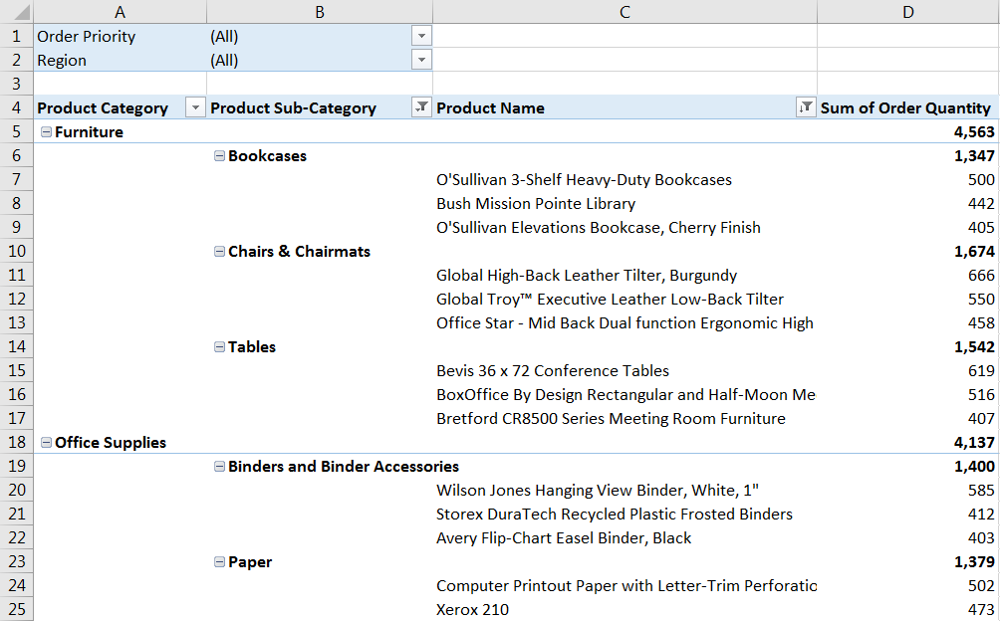 A B C D
1 Order Priority (All)
2 Region (All)
3
4 Product Category Product Sub-Category Product Name Sum of Order Quantity
5 Furniture 4,563
6 Bookcases 1,347
7 O'Sullivan 3-Shelf Heavy-Duty Bookcases 500
8 Bush Mission Pointe Library 442
9 O'Sullivan Elevations Bookcase, Cherry Finish 405
10 Chairs & Chairmats 1,674
11 Global High-Back Leather Tilter, Burgundy 666
12 Global Troy™ Executive Leather Low-Back Tilter 550
13 Office Star - Mid Back Dual function Ergonomic High 458
14 Tables 1,542
15 Bevis 36 x 72 Conference Tables 619
16 BoxOffice By Design Rectangular and Half-Moon Me 516
17 Bretford CR8500 Series Meeting Room Furniture 407
18 Office Supplies 4,137
19 Binders and Binder Accessories 1,400
20 Wilson Jones Hanging View Binder, White, 1" 585
21 Storex DuraTech Recycled Plastic Frosted Binders 412
22 Avery Flip-Chart Easel Binder, Black 403
23 Paper 1,379
24 Computer Printout Paper with Letter-Trim Perforatio 502
25 Xerox 210 473